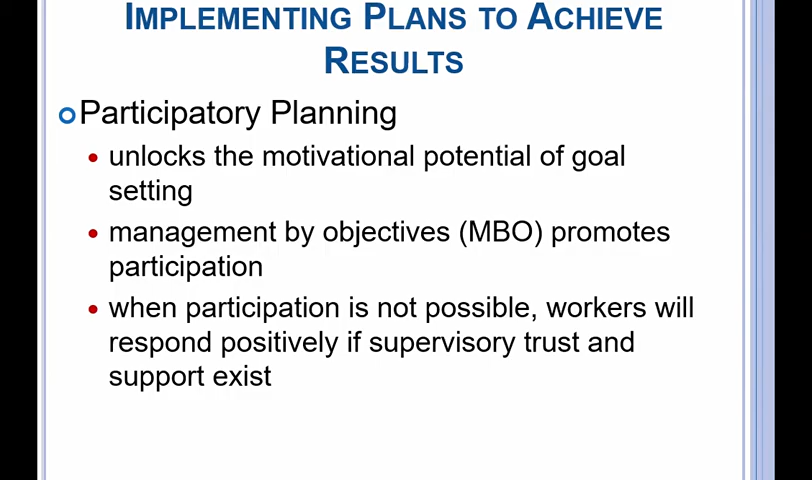 IMPLEMENTING PLANS TO ACHIEVE
RESULTS
Participatory Planning
unlocks the motivational potential of goal
setting
management by objectives (MBO) promotes
participation
when participation is not possible, workers will
respond positively if supervisory trust and
support exist